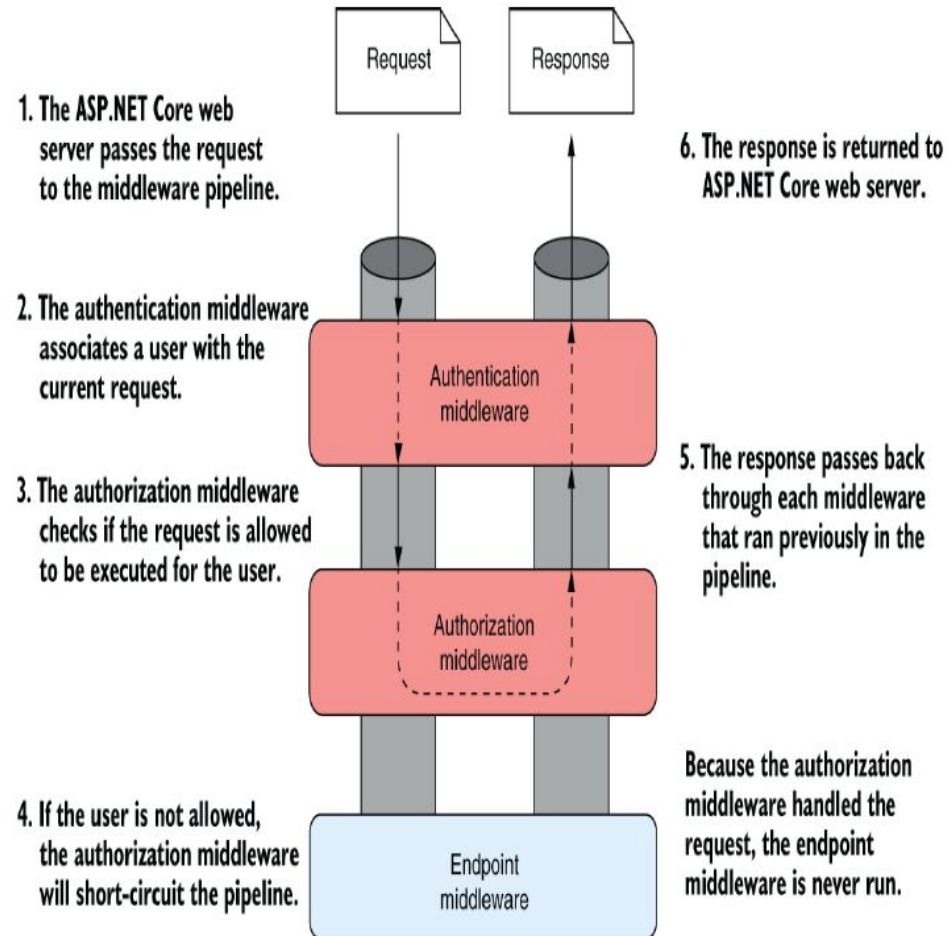 Request
Response
1. The ASP.NET Core web
server passes the request
to the middleware pipeline.
6. The response is returned to
ASP.NET Core web server.
2. The authentication middleware
associates a user with the
current request.
Authentication
middleware
3. The authorization middleware
checks if the request is allowed
to be executed for the user.
5. The response passes back
through each middleware
that ran previously in the
pipeline.
Authorization
middleware
4. If the user is not allowed,
the authorization middleware
will short-circuit the pipeline.
Endpoint
middleware
Because the authorization
middleware handled the
request, the endpoint
middleware is never run.